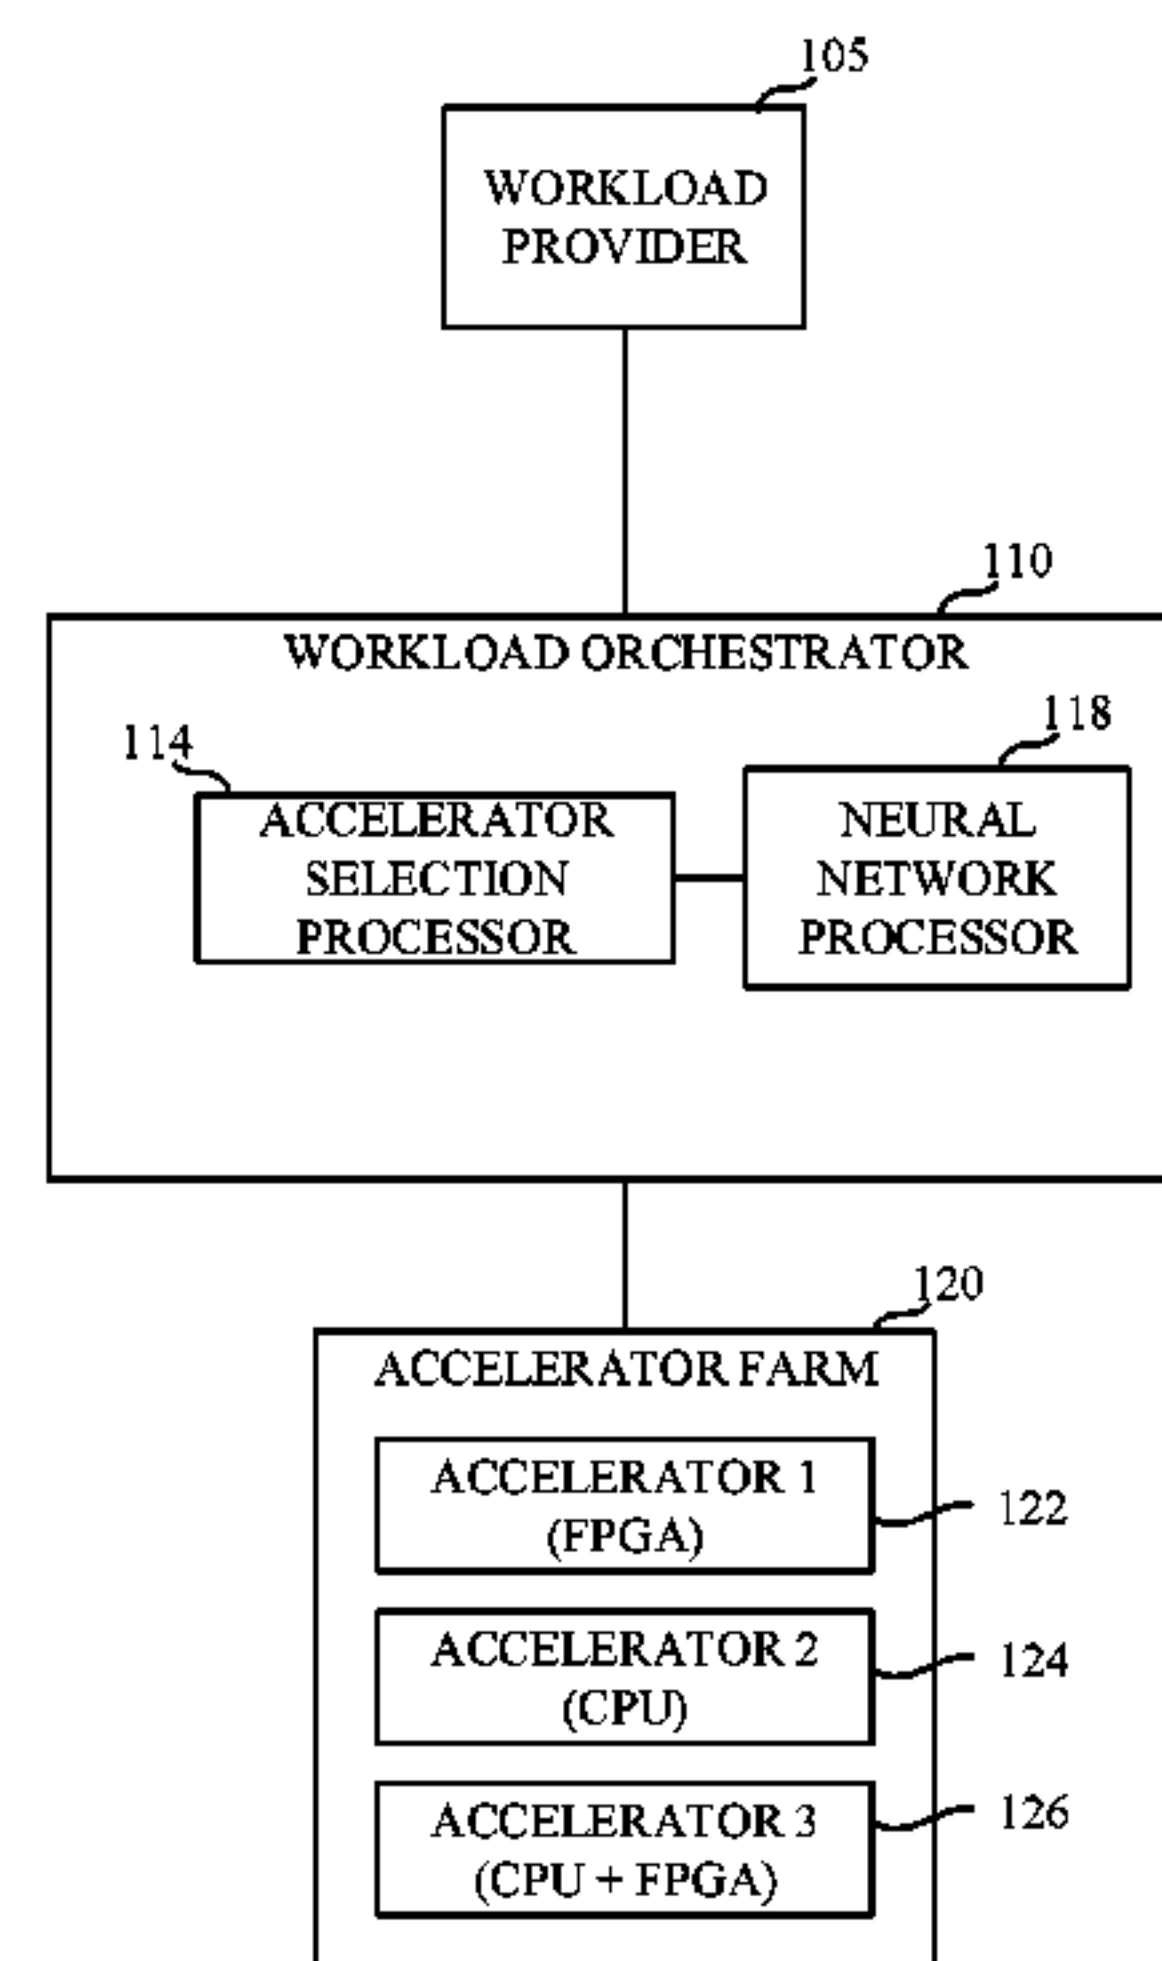 105
WORKLOAD
PROVIDER
110
WORKLOAD ORCHESTRATOR
114
118
ACCELERATOR
SELECTION
PROCESSOR
NEURAL
NETWORK
PROCESSOR
120
ACCELERATOR FARM
ACCELERATOR 1
(FPGA)
122
ACCELERATOR 2
(CPU)
124
ACCELERATOR 3
(CPU + FPGA)
126